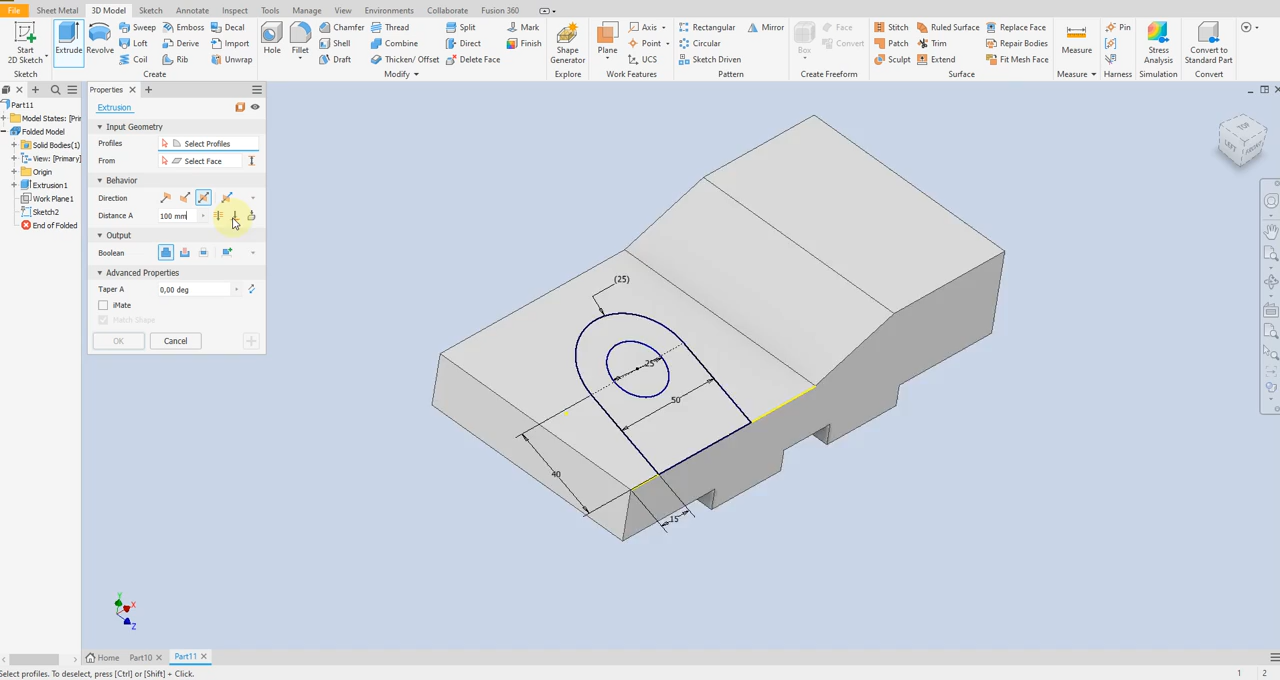 File Sheet Metal 3D Model Sketch Annotate Inspect Tools Manage View Environments Collaborate Fusion 360
Start
2D Sketch
Extrude
Revolve
Sweep
Loft
Coil
Emboss
Derive
Rib
Decal
Import
Unwrap
Hole
Fillet
Chamfer
Shell
Draft
Thread
Combine
Thicken/ Offset
Split
Direct
Delete Face
Mark
Finish
Shape
Generator
Plane
Axis
Point
UCS
Rectangular
Circular
Sketch Driven
Mirror
Box
Face
Convert
Stitch
Patch
Sculpt
Ruled Surface
Trim
Extend
Replace Face
Repair Bodies
Fit Mesh Face
Measure
Pin
Stress
Analysis
Convert to
Standard Part
Sketch Create Modify Explore Work Features Pattern Create Freeform Surface Measure Harness Simulation Convert
Part11
Model States: [Pri
Folded Model
Solid Bodies(1)
View: [Primary]
Origin
Extrusion1
Work Plane1
Sketch2
End of Folded
Properties
Extrusion
Input Geometry
Profiles Select Profiles
From Select Face
Behavior
Direction
Distance A 100 mm
Output
Boolean
Advanced Properties
Taper A 0,00 deg
iMate
Match Shape
OK Cancel
(25)
25
50
40
15
TOP
LEFT
FRONT
Y
X
Z
Home Part10 Part11
Select profiles. To deselect, press [Ctrl] or [Shift] + Click.
1 2